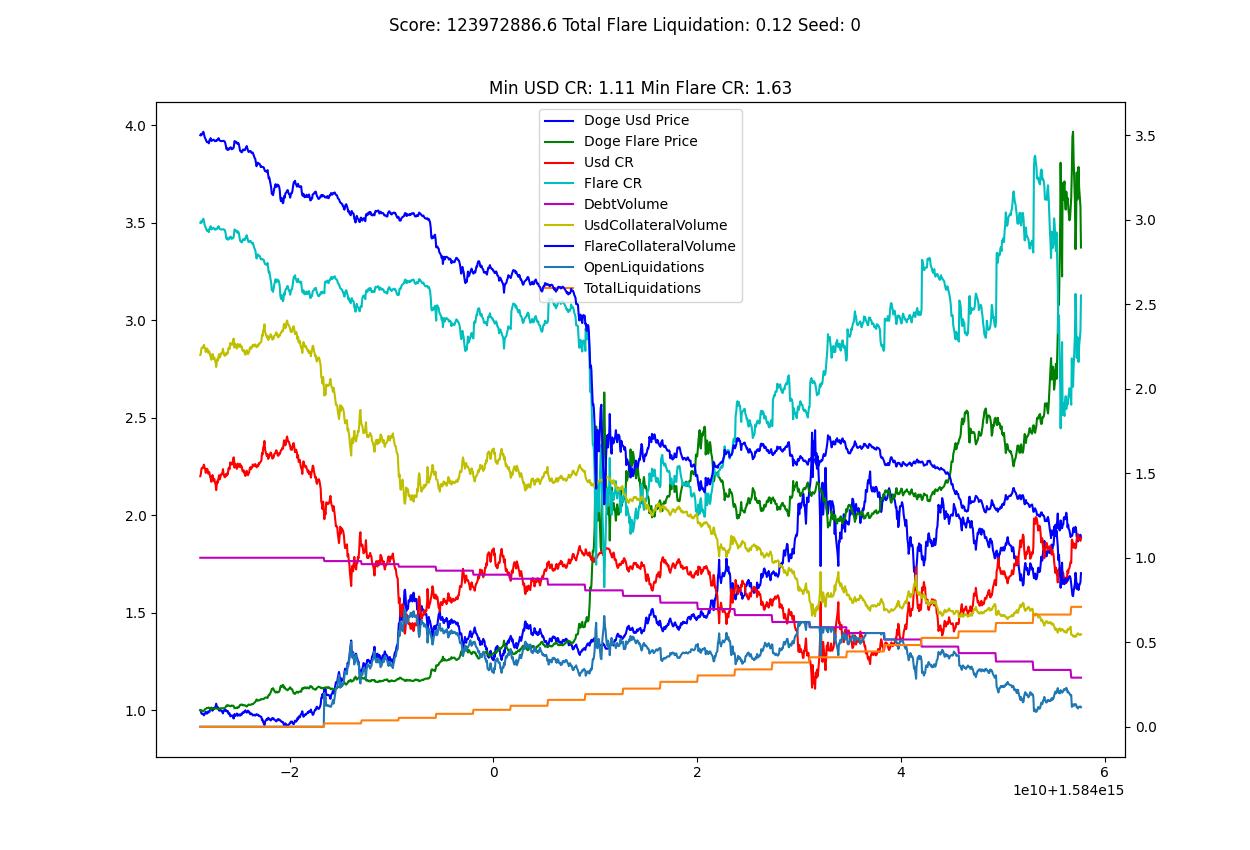 Score: 123972886.6 Total Flare Liquidation: 0.12 Seed: 0
Min USD CR: 1.11 Min Flare CR: 1.63
Doge Usd Price
Doge Flare Price
Usd CR
Flare CR
DebtVolume
UsdCollateralVolume
FlareCollateralVolume
OpenLiquidations
TotalLiquidations
4.0
3.5
3.0
2.5
2.0
1.5
1.0
3.5
3.0
2.5
2.0
1.5
1.0
0.5
0.0
−2 0 2 4 6
1e10+1.584e15